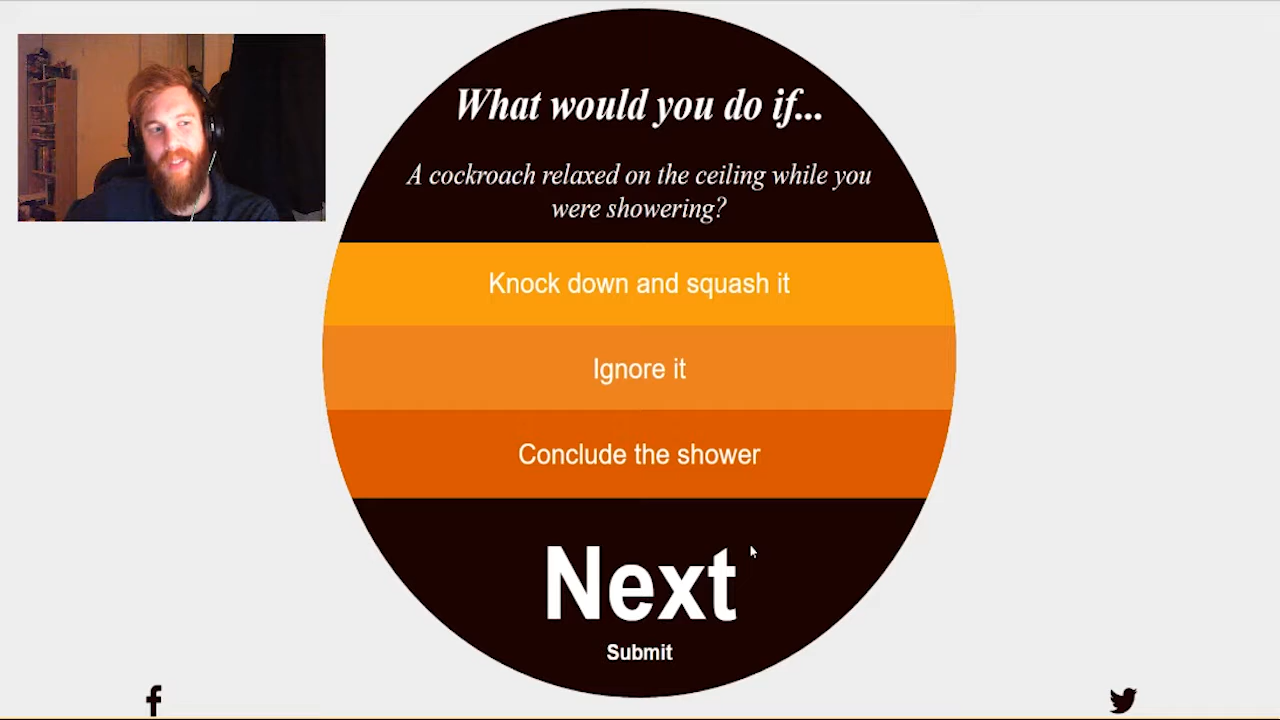 What would you do if...
A cockroach relaxed on the ceiling while you
were showering?
Knock down and squash it
Ignore it
Conclude the shower
Next
Submit